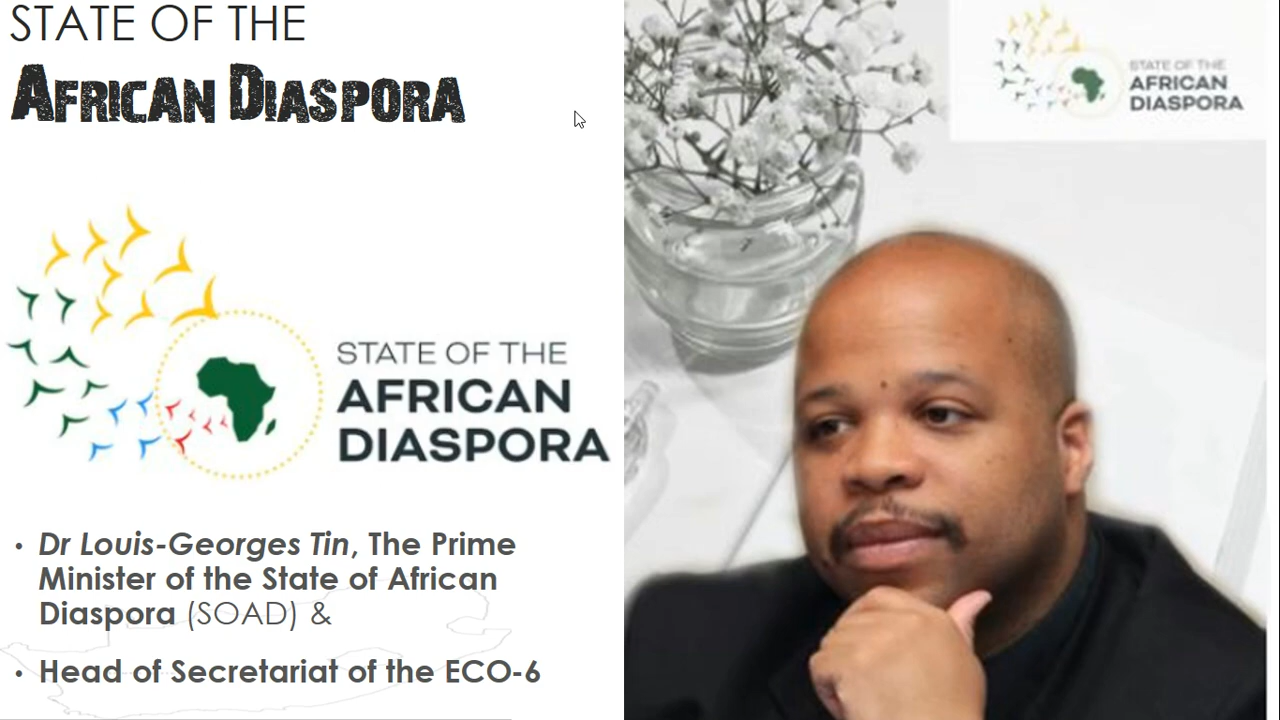 STATE OF THE
AFRICAN DIASPORA
STATE OF THE
AFRICAN
DIASPORA
• Dr Louis-Georges Tin, The Prime
Minister of the State of African
Diaspora (SOAD) &
• Head of Secretariat of the ECO-6
STATE OF THE
AFRICAN
DIASPORA